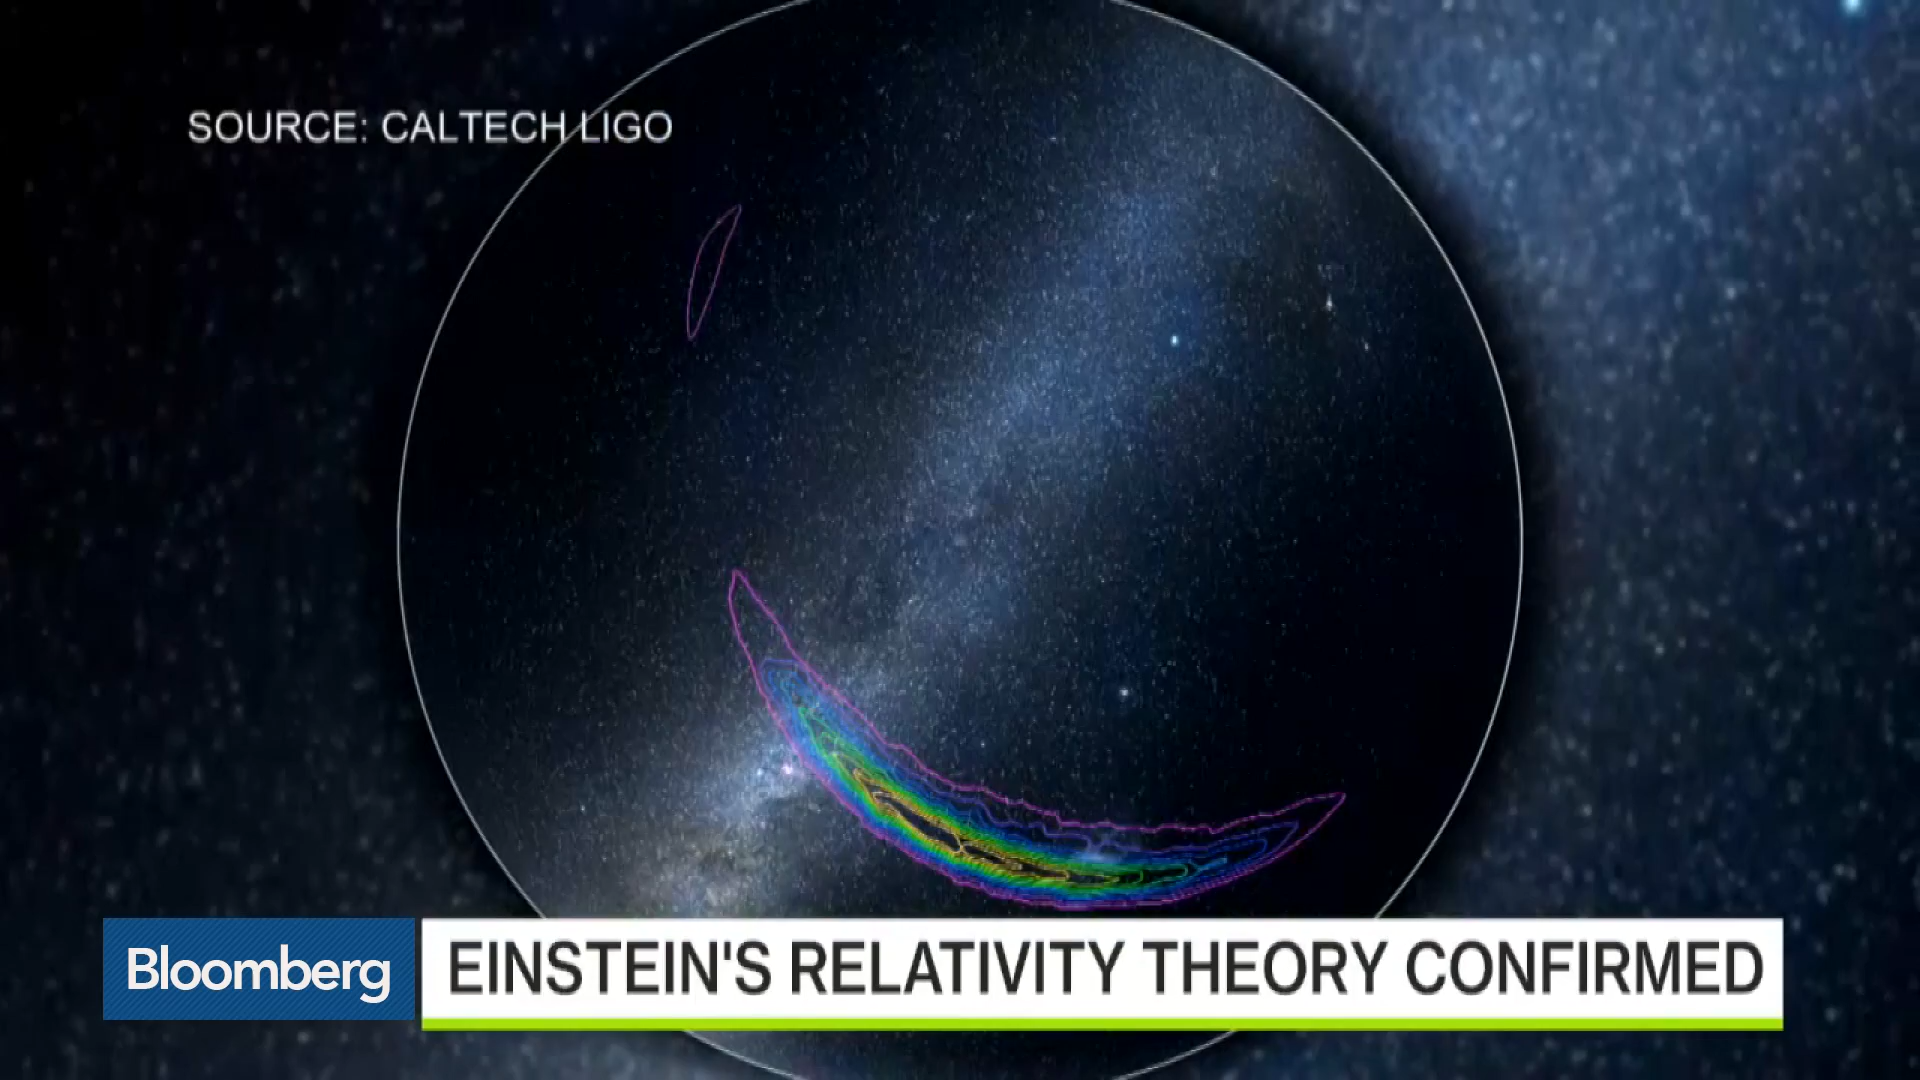 SOURCE: CALTECH LIGO
Bloomberg
EINSTEIN'S RELATIVITY THEORY CONFIRMED